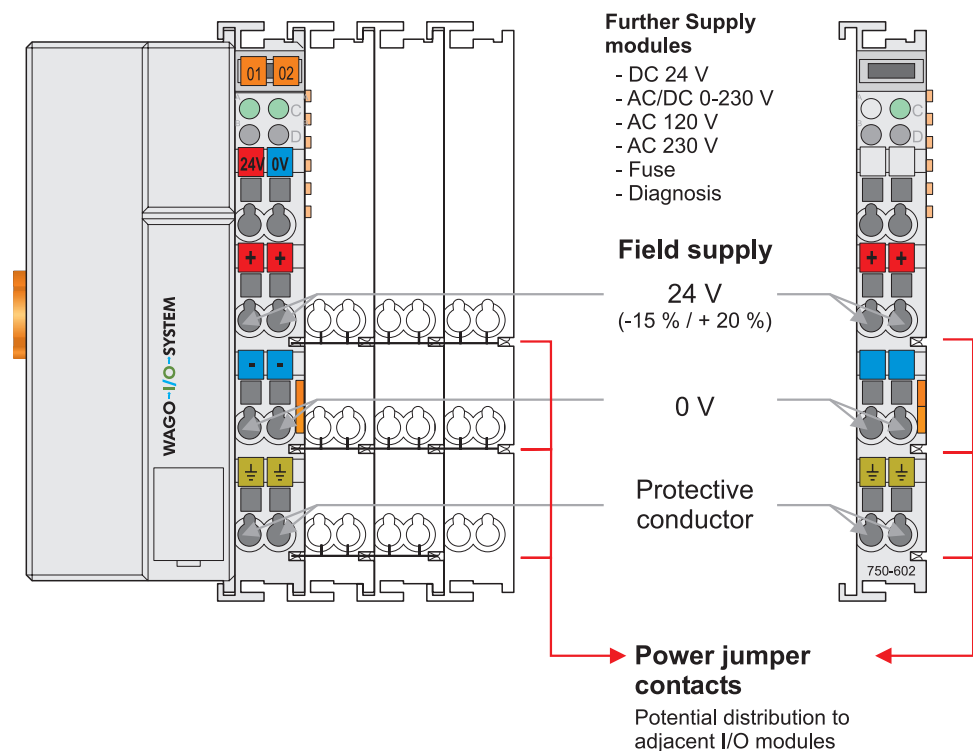 Further Supply
modules
- DC 24 V
- AC/DC 0-230 V
- AC 120 V
- AC 230 V
- Fuse
- Diagnosis
01 02
C
D
24V 0V
+ +
- -
WAGO-I/O-SYSTEM
Field supply
24 V
(-15 % / + 20 %)
0 V
Protective
conductor
C
D
+ +
750-602
Power jumper
contacts
Potential distribution to
adjacent I/O modules